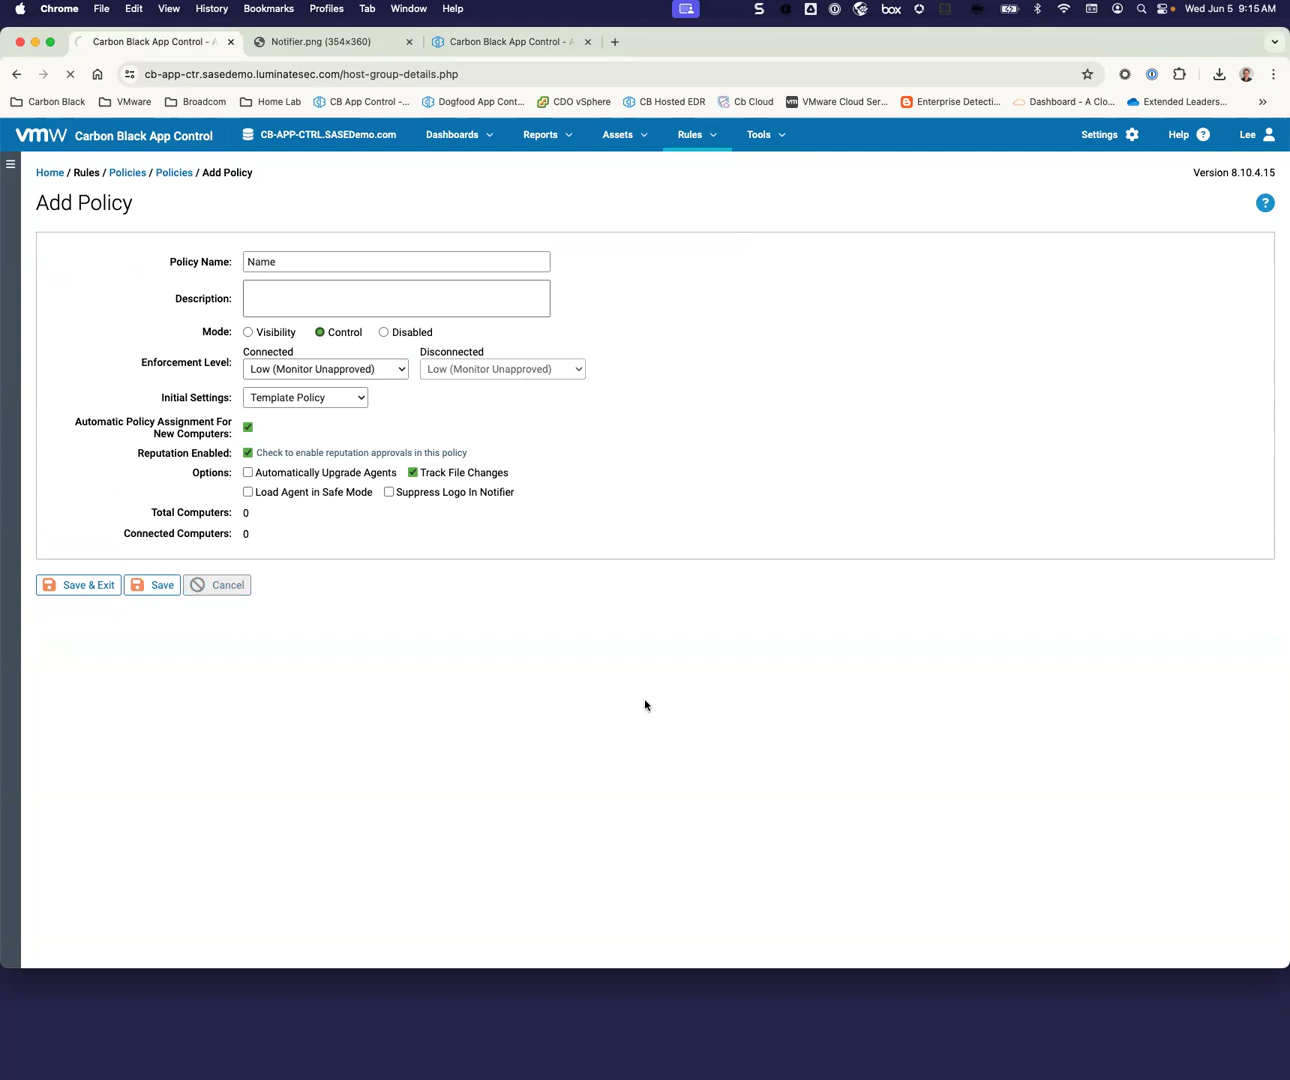 Chrome File Edit View History Bookmarks Profiles Tab Window Help box Wed Jun 5 9:15 AM
Carbon Black App Control - A Notifier.png (354×360) Carbon Black App Control - A
cb-app-ctr.sasedemo.luminatesec.com/host-group-details.php
Carbon Black VMware Broadcom Home Lab CB App Control -... Dogfood App Cont... CDO vSphere CB Hosted EDR Cb Cloud VMware Cloud Ser... Enterprise Detecti... Dashboard - A Clo... Extended Leaders... »
vmw Carbon Black App Control CB-APP-CTRL.SASEDemo.com Dashboards Reports Assets Rules Tools Settings Help ? Lee
Home / Rules / Policies / Policies / Add Policy Version 8.10.4.15
Add Policy ?
Policy Name: Name
Description:
Mode: Visibility Control Disabled
Connected Disconnected
Enforcement Level: Low (Monitor Unapproved) Low (Monitor Unapproved)
Initial Settings: Template Policy
Automatic Policy Assignment For
New Computers:
Reputation Enabled: Check to enable reputation approvals in this policy
Options: Automatically Upgrade Agents Track File Changes
Load Agent in Safe Mode Suppress Logo In Notifier
Total Computers: 0
Connected Computers: 0
Save & Exit Save Cancel